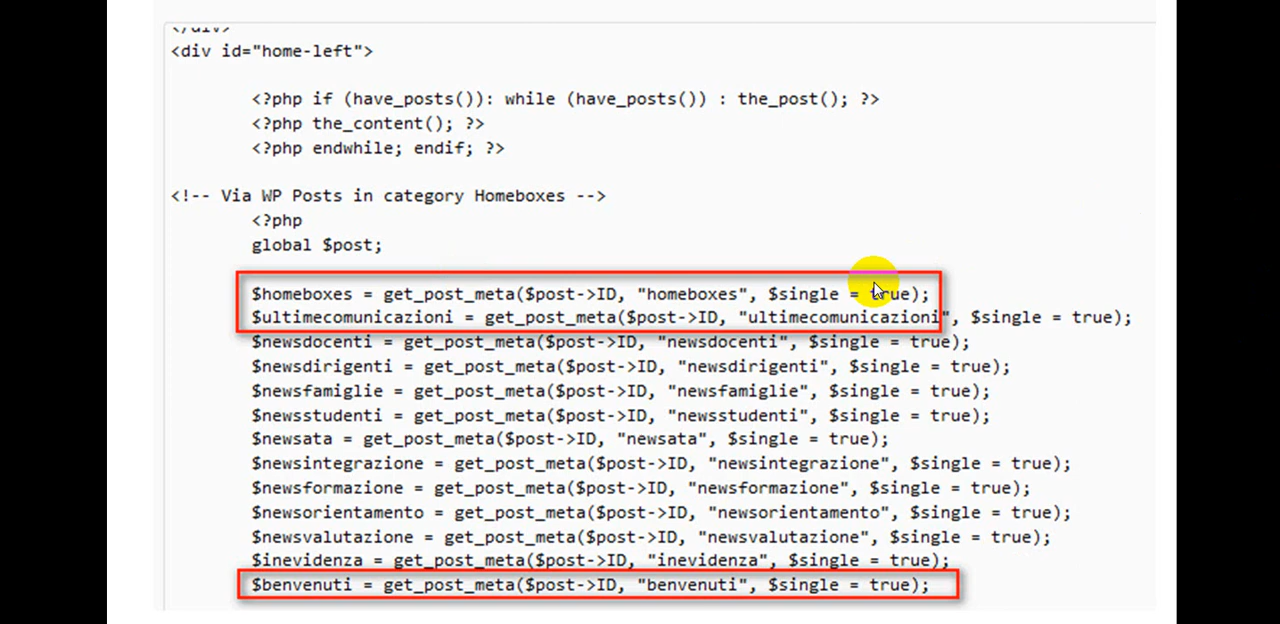 </div>
<div id="home-left">
<?php if (have_posts()): while (have_posts()) : the_post(); ?>
<?php the_content(); ?>
<?php endwhile; endif; ?>
<!-- Via WP Posts in category Homeboxes -->
<?php
global $post;
$homeboxes = get_post_meta($post->ID, "homeboxes", $single = true);
$ultimecomunicazioni = get_post_meta($post->ID, "ultimecomunicazioni", $single = true);
$newsdocenti = get_post_meta($post->ID, "newsdocenti", $single = true);
$newsdirigenti = get_post_meta($post->ID, "newsdirigenti", $single = true);
$newsfamiglie = get_post_meta($post->ID, "newsfamiglie", $single = true);
$newsstudenti = get_post_meta($post->ID, "newsstudenti", $single = true);
$newsata = get_post_meta($post->ID, "newsata", $single = true);
$newsintegrazione = get_post_meta($post->ID, "newsintegrazione", $single = true);
$newsformazione = get_post_meta($post->ID, "newsformazione", $single = true);
$newsorientamento = get_post_meta($post->ID, "newsorientamento", $single = true);
$newsvalutazione = get_post_meta($post->ID, "newsvalutazione", $single = true);
$inevidenza = get_post_meta($post->ID, "inevidenza", $single = true);
$benvenuti = get_post_meta($post->ID, "benvenuti", $single = true);